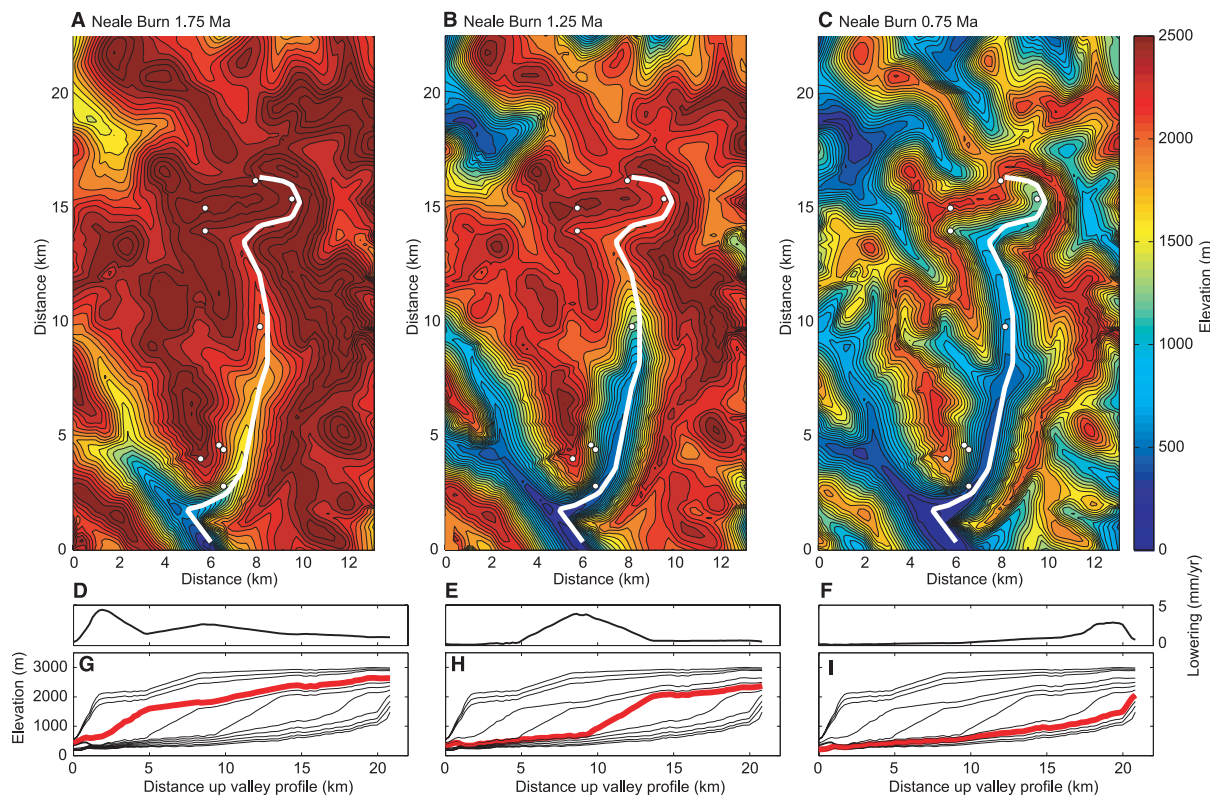 A Neale Burn 1.75 Ma
B Neale Burn 1.25 Ma
C Neale Burn 0.75 Ma
20
15
10
5
0
Distance (km)
0 2 4 6 8 10 12
Distance (km)
20
15
10
5
0
Distance (km)
0 2 4 6 8 10 12
Distance (km)
20
15
10
5
0
Distance (km)
0 2 4 6 8 10 12
Distance (km)
2500
2000
1500
1000
500
0
Elevation (m)
D
E
F
5
0
Lowering (mm/yr)
G
H
I
3000
2000
1000
0
Elevation (m)
0 5 10 15 20
Distance up valley profile (km)
0 5 10 15 20
Distance up valley profile (km)
0 5 10 15 20
Distance up valley profile (km)